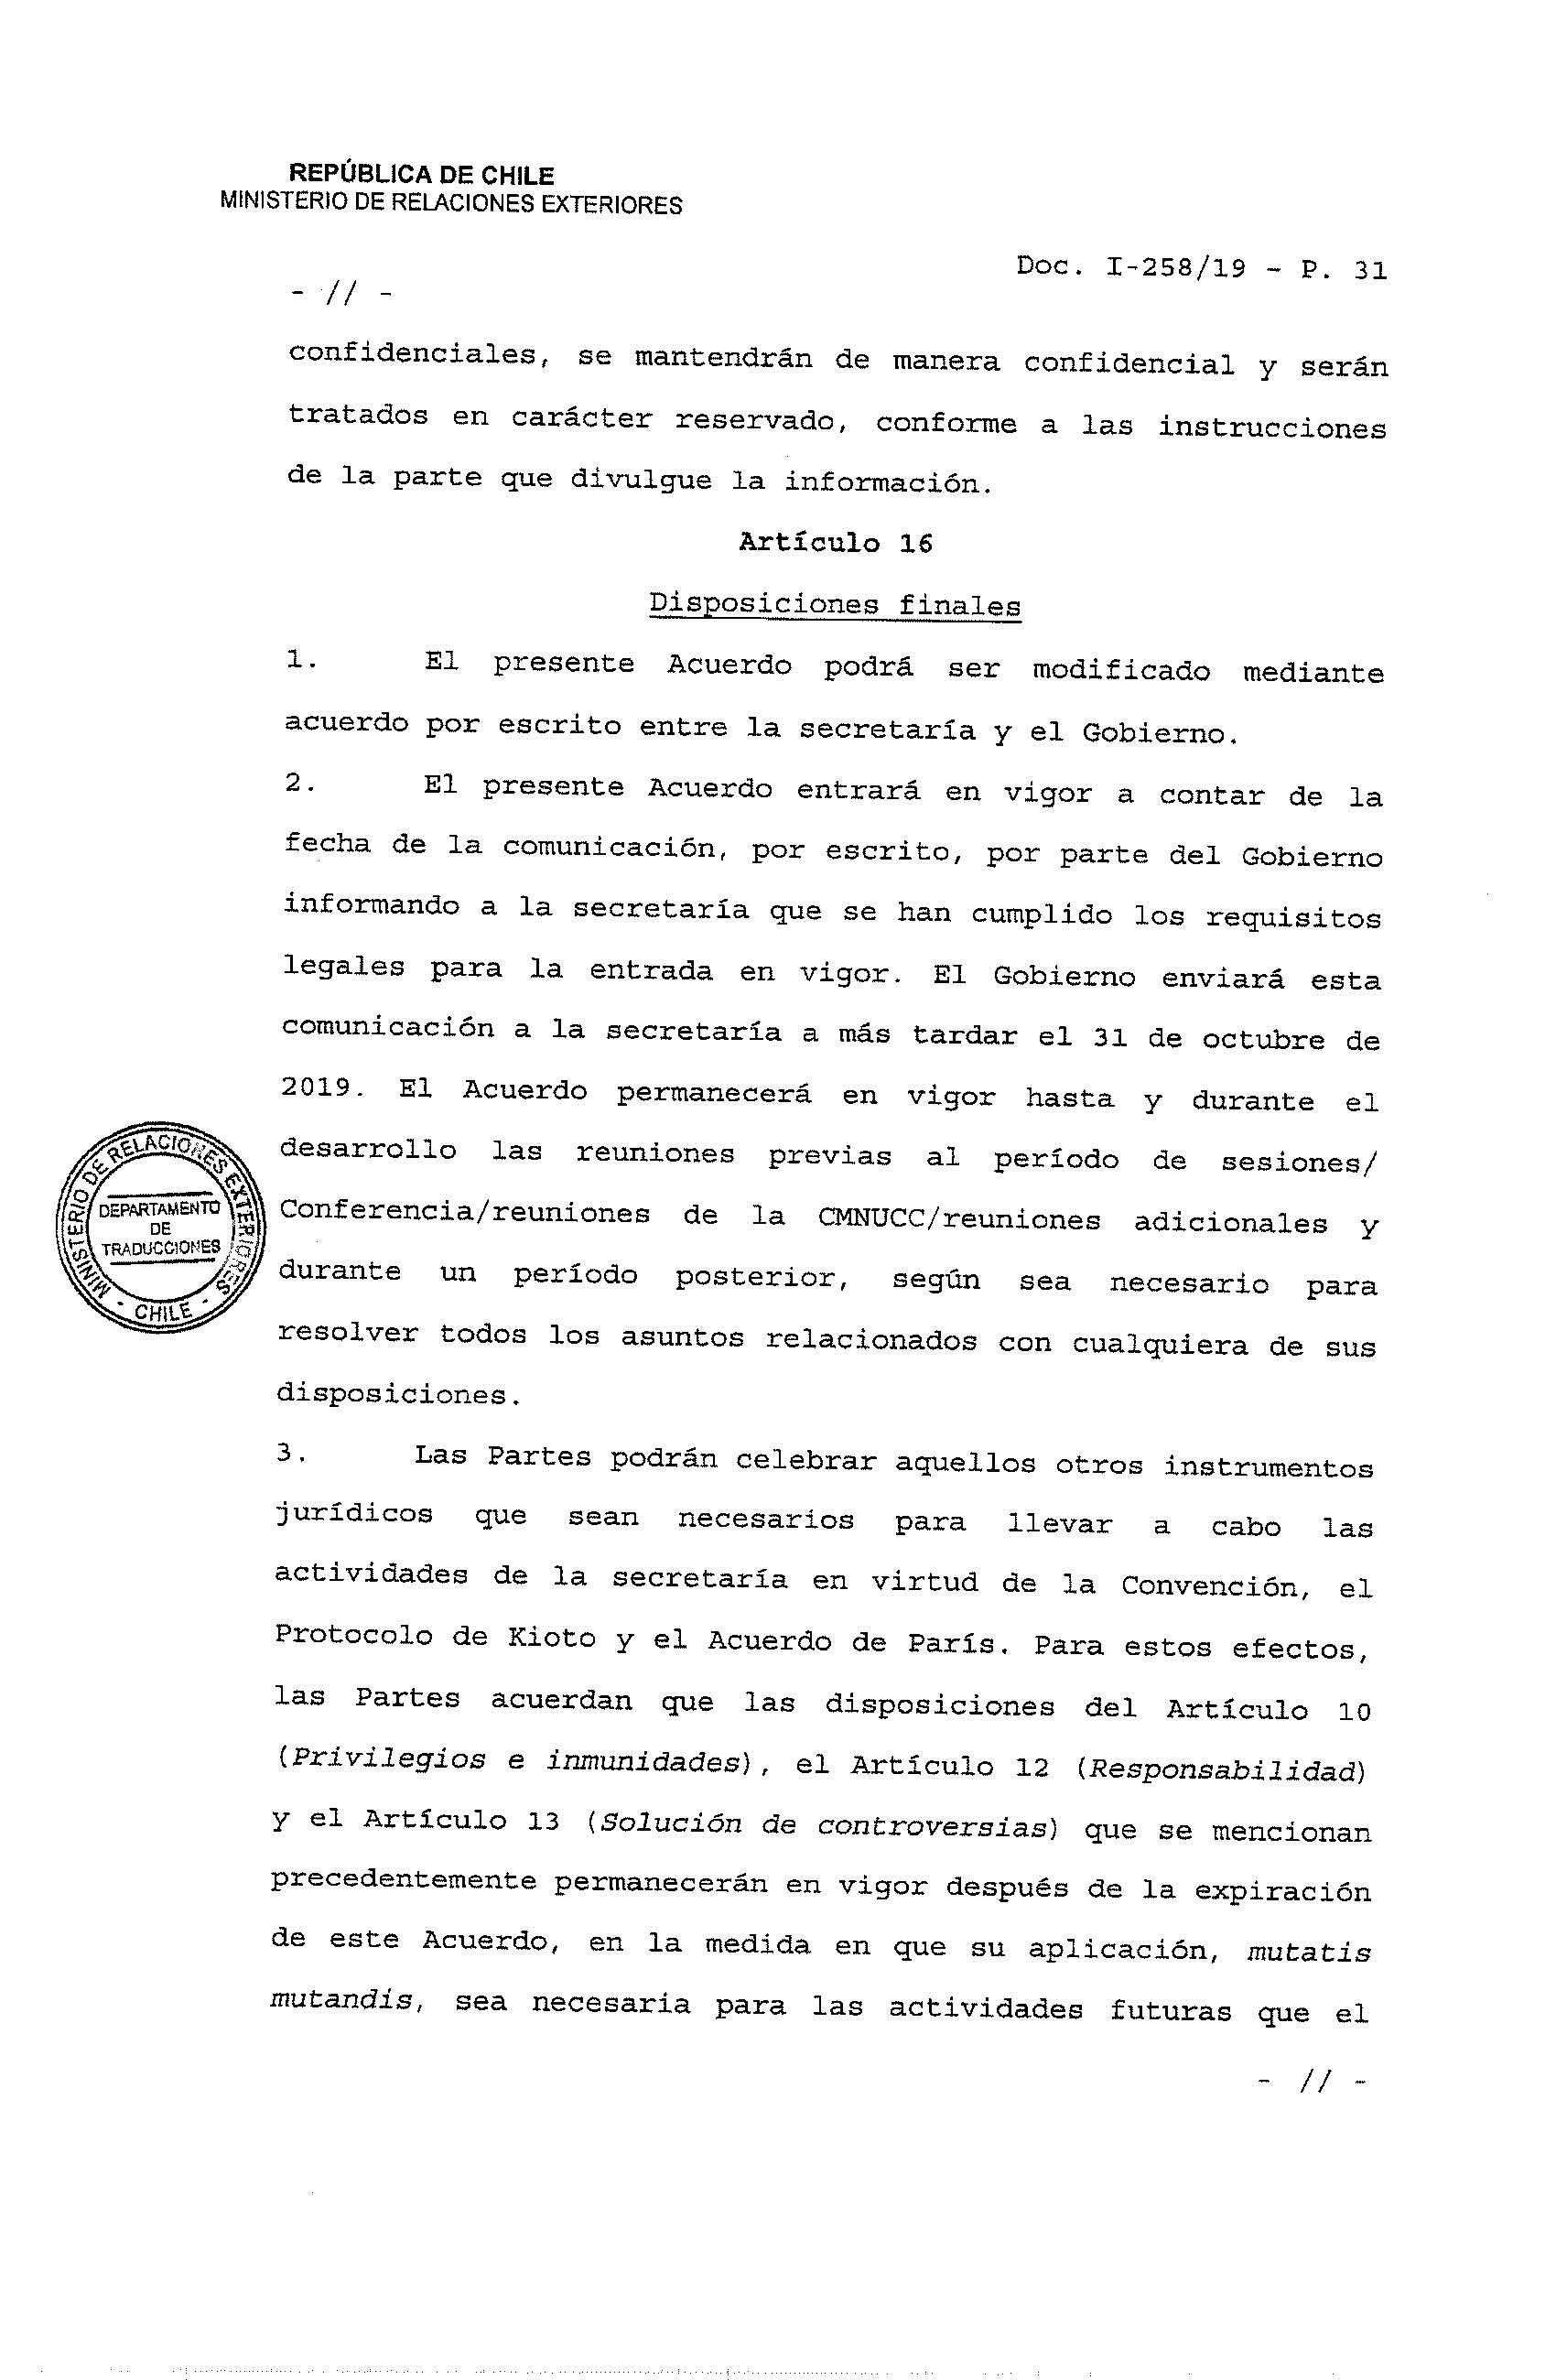 REPÚBLICA DE CHILE
MINISTERIO DE RELACIONES EXTERIORES
Doc. I-258/19 - P. 31
- // -
confidenciales, se mantendrán de manera confidencial y serán
tratados en carácter reservado, conforme a las instrucciones
de la parte que divulgue la información.
Artículo 16
Disposiciones finales
1. El presente Acuerdo podrá ser modificado mediante
acuerdo por escrito entre la secretaría y el Gobierno.
2. El presente Acuerdo entrará en vigor a contar de la
fecha de la comunicación, por escrito, por parte del Gobierno
informando a la secretaría que se han cumplido los requisitos
legales para la entrada en vigor. El Gobierno enviará esta
comunicación a la secretaría a más tardar el 31 de octubre de
2019. El Acuerdo permanecerá en vigor hasta y durante el
desarrollo las reuniones previas al período de sesiones/
Conferencia/reuniones de la CMNUCC/reuniones adicionales y
durante un período posterior, según sea necesario para
resolver todos los asuntos relacionados con cualquiera de sus
disposiciones.
MINISTERIO DE RELACIONES EXTERIORES
DEPARTAMENTO
DE
TRADUCCIONES
- CHILE -
3. Las Partes podrán celebrar aquellos otros instrumentos
jurídicos que sean necesarios para llevar a cabo las
actividades de la secretaría en virtud de la Convención, el
Protocolo de Kioto y el Acuerdo de París. Para estos efectos,
las Partes acuerdan que las disposiciones del Artículo 10
(Privilegios e inmunidades), el Artículo 12 (Responsabilidad)
y el Artículo 13 (Solución de controversias) que se mencionan
precedentemente permanecerán en vigor después de la expiración
de este Acuerdo, en la medida en que su aplicación, mutatis
mutandis, sea necesaria para las actividades futuras que el
- // -